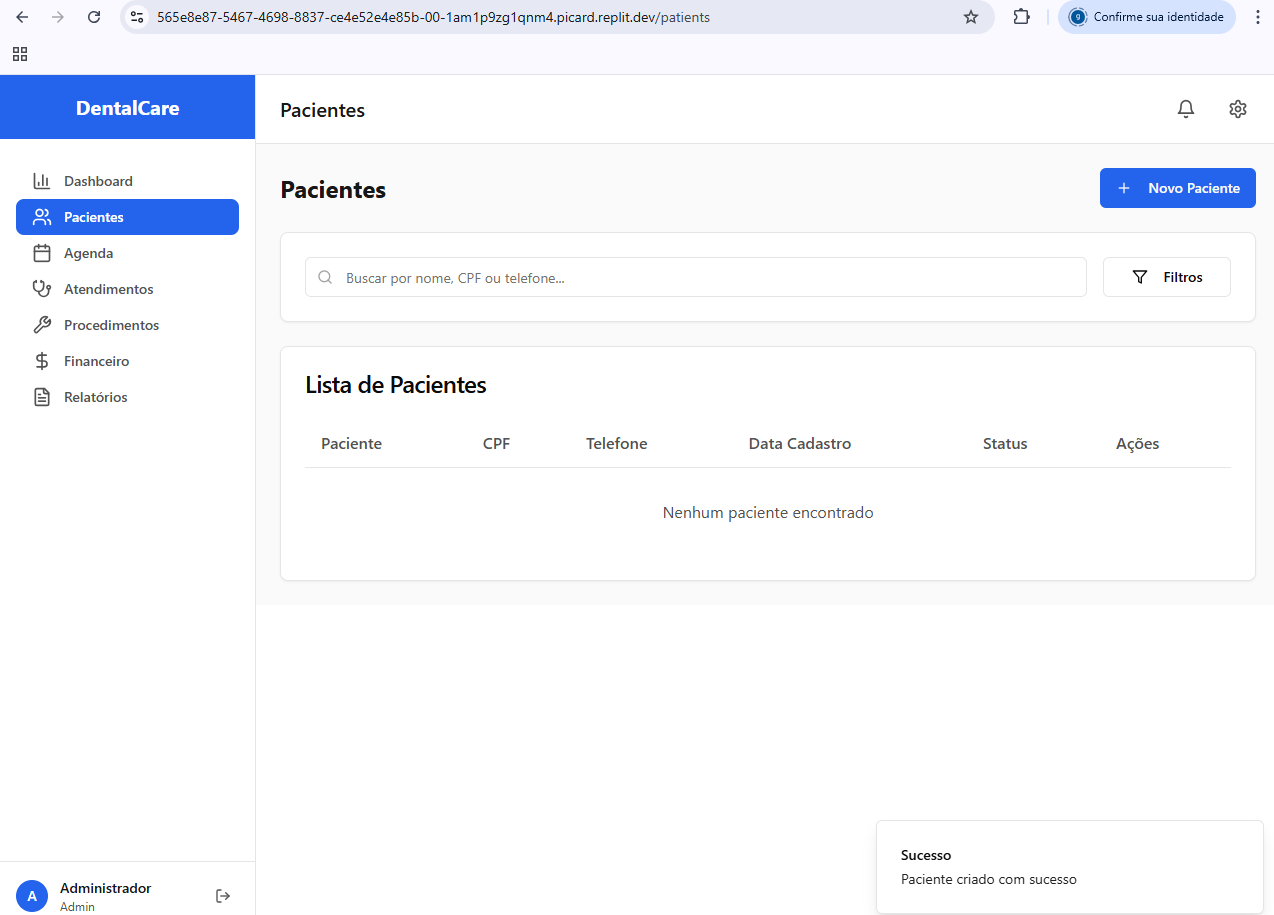 565e8e87-5467-4698-8837-ce4e52e4e85b-00-1am1p9zg1qnm4.picard.replit.dev/patients
g
Confirme sua identidade
DentalCare
Pacientes
Dashboard
Pacientes
Agenda
Atendimentos
Procedimentos
Financeiro
Relatórios
Pacientes
Novo Paciente
Buscar por nome, CPF ou telefone...
Filtros
Lista de Pacientes
Paciente CPF Telefone Data Cadastro Status Ações
Nenhum paciente encontrado
Sucesso
Paciente criado com sucesso
A
Administrador
Admin